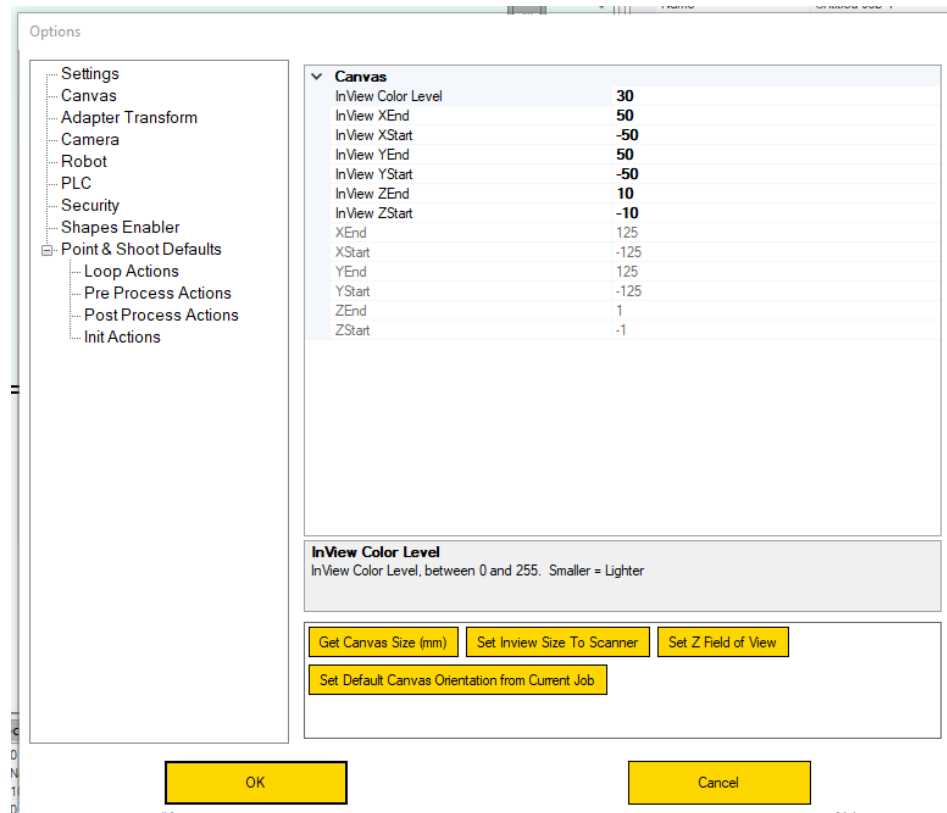 Options
Settings
Canvas
Adapter Transform
Camera
Robot
PLC
Security
Shapes Enabler
Point & Shoot Defaults
Loop Actions
Pre Process Actions
Post Process Actions
Init Actions
Canvas
InView Color Level 30
InView XEnd 50
InView XStart -50
InView YEnd 50
InView YStart -50
InView ZEnd 10
InView ZStart -10
XEnd 125
XStart -125
YEnd 125
YStart -125
ZEnd 1
ZStart -1
InView Color Level
InView Color Level, between 0 and 255. Smaller = Lighter
Get Canvas Size (mm) Set Inview Size To Scanner Set Z Field of View
Set Default Canvas Orientation from Current Job
OK Cancel